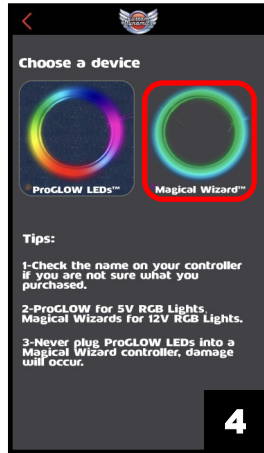 Custom
Dynamics
Choose a device
ProGLOW LEDs™
Magical Wizard™
Tips:
1-Check the name on your controller
if you are not sure what you
purchased.
2-ProGLOW for 5V RGB Lights,
Magical Wizards for 12V RGB Lights.
3-Never plug ProGLOW LEDs into a
Magical Wizard controller, damage
will occur.
4